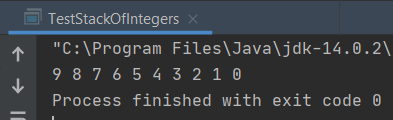 TestStackOfIntegers ×
"C:\Program Files\Java\jdk-14.0.2\
9 8 7 6 5 4 3 2 1 0
Process finished with exit code 0